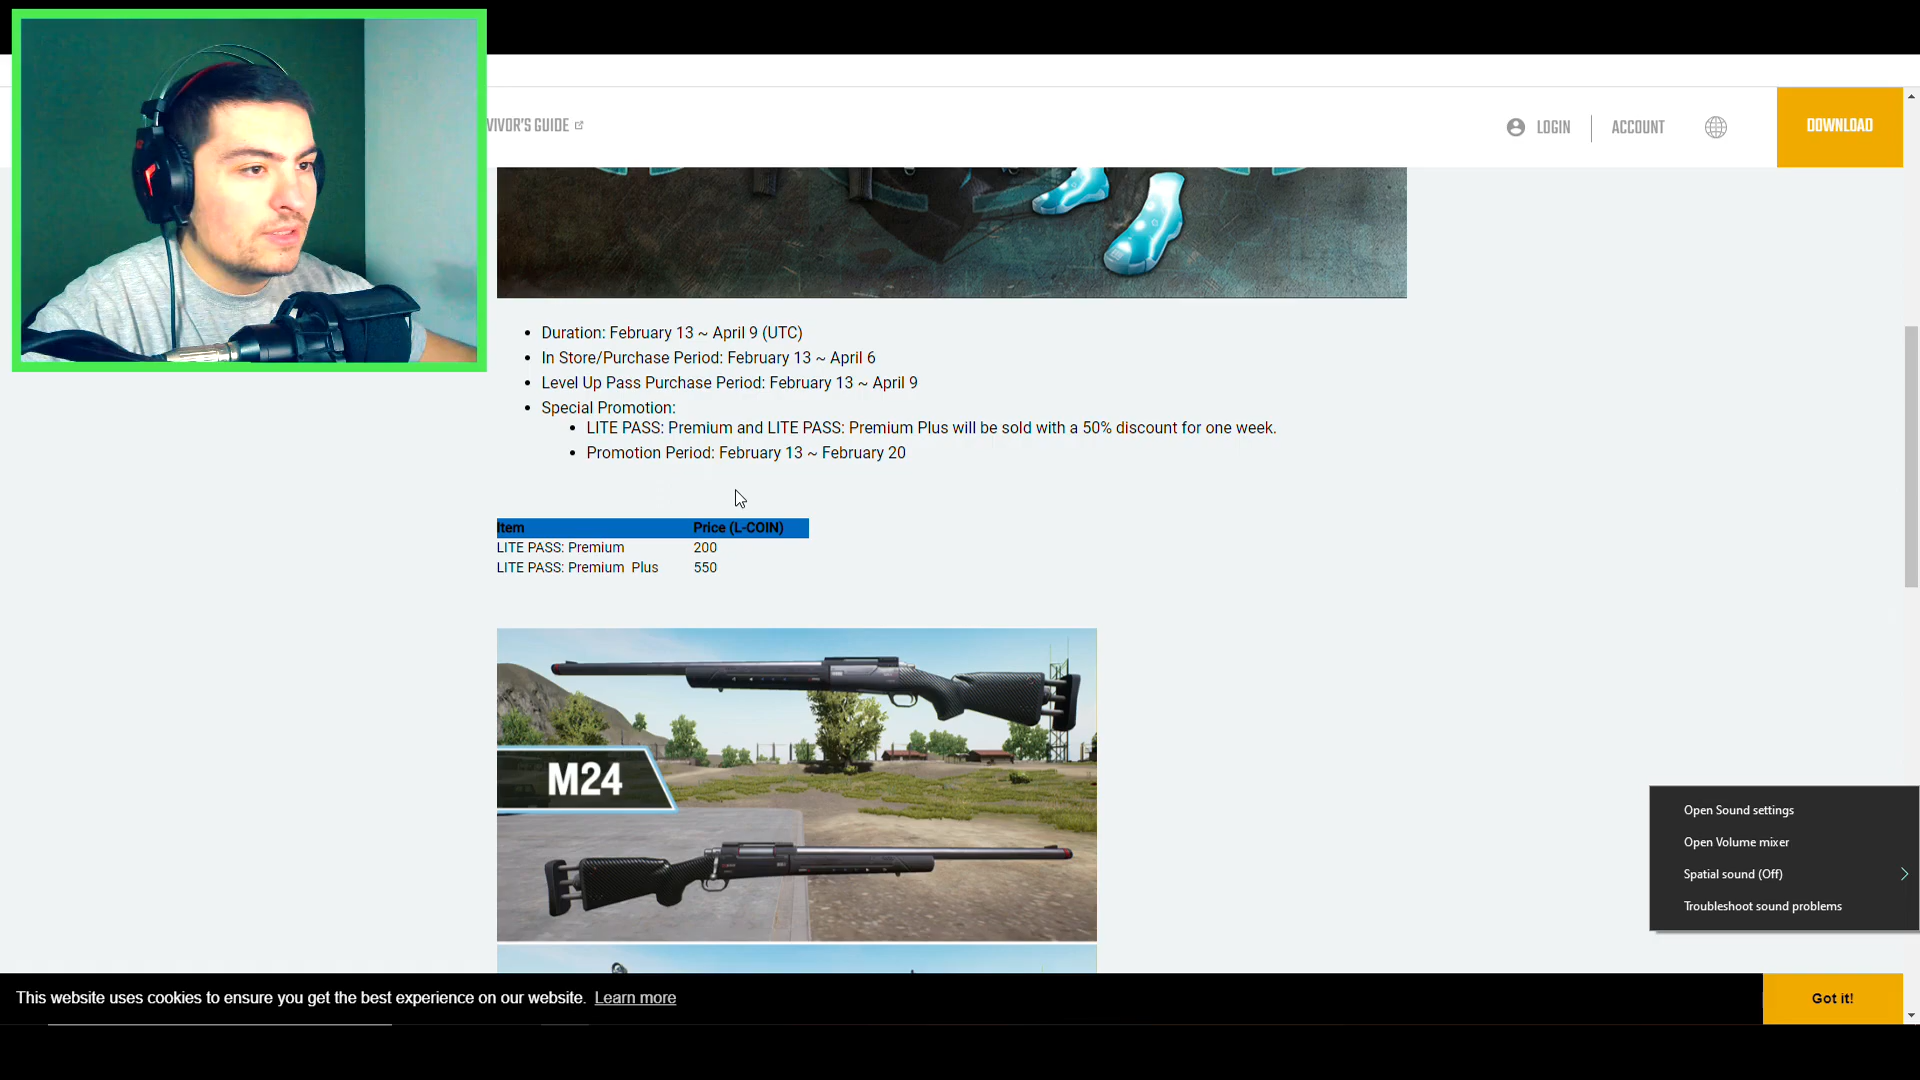 VIVOR'S GUIDE
LOGIN
ACCOUNT
DOWNLOAD
Duration: February 13 ~ April 9 (UTC)
In Store/Purchase Period: February 13 ~ April 6
Level Up Pass Purchase Period: February 13 ~ April 9
Special Promotion:
LITE PASS: Premium and LITE PASS: Premium Plus will be sold with a 50% discount for one week.
Promotion Period: February 13 ~ February 20
Item Price (L-COIN)
LITE PASS: Premium 200
LITE PASS: Premium Plus 550
M24
Open Sound settings
Open Volume mixer
Spatial sound (Off)
Troubleshoot sound problems
This website uses cookies to ensure you get the best experience on our website. Learn more
Got it!